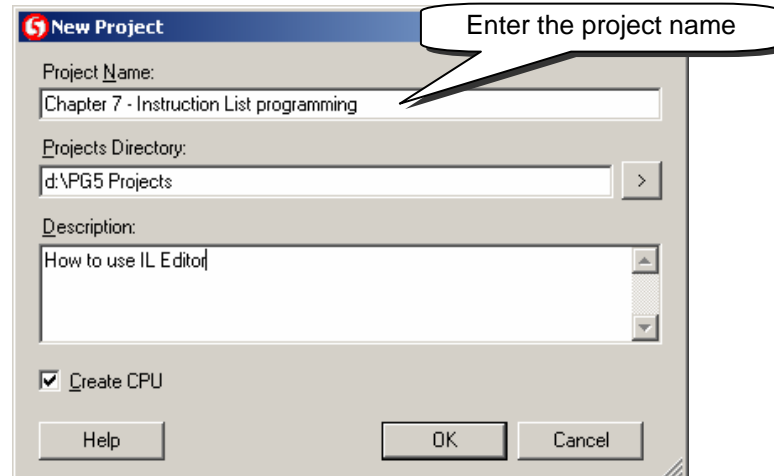 New Project
Enter the project name
Project Name:
Chapter 7 - Instruction List programming
Projects Directory:
d:\PG5 Projects
>
Description:
How to use IL Editor
Create CPU
Help
OK
Cancel